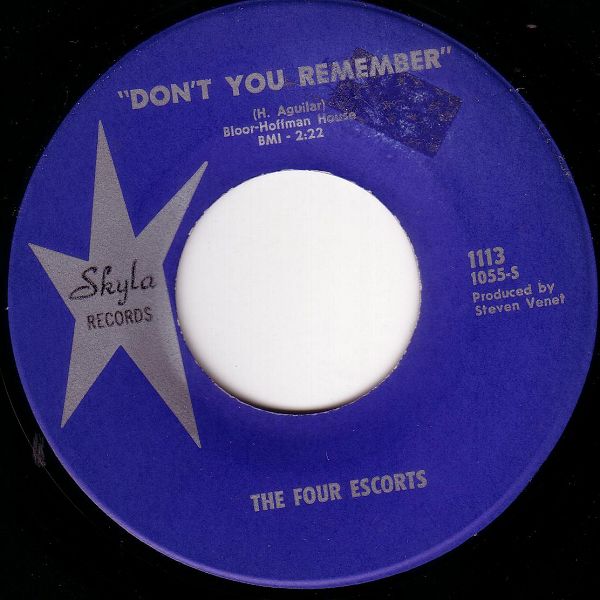 "DON'T YOU REMEMBER"
(H. Aguilar)
Bloor-Hoffman House
BMI - 2:22
Skyla
RECORDS
1113
1055-S
Produced by
Steven Venet
THE FOUR ESCORTS